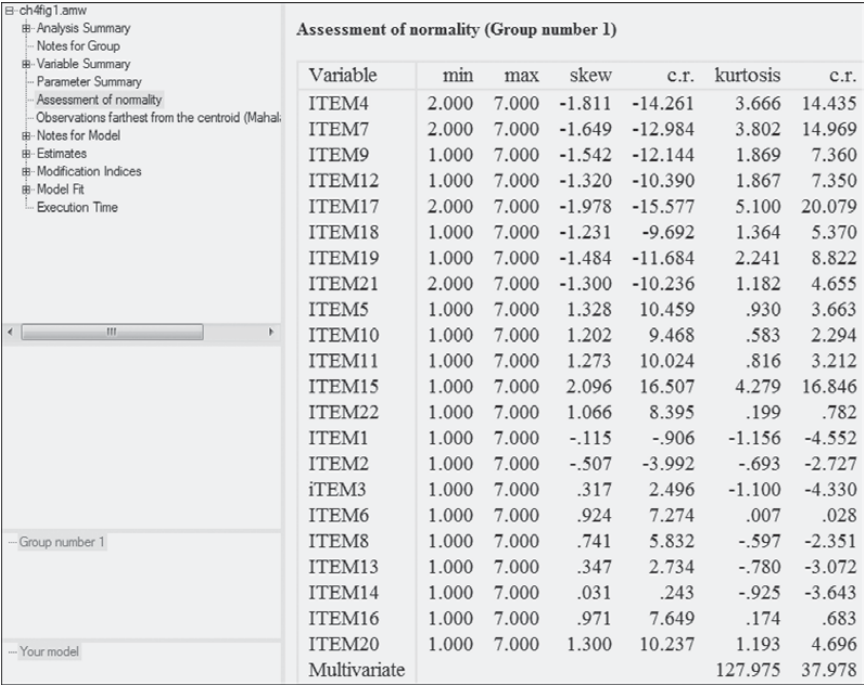 ch4fig1.amw
Analysis Summary
Notes for Group
Variable Summary
Parameter Summary
Assessment of normality
Observations farthest from the centroid (Mahal
Notes for Model
Estimates
Modification Indices
Model Fit
Execution Time
Group number 1
Your model
Assessment of normality (Group number 1)
Variable min max skew c.r. kurtosis c.r.
ITEM4 2.000 7.000 -1.811 -14.261 3.666 14.435
ITEM7 2.000 7.000 -1.649 -12.984 3.802 14.969
ITEM9 1.000 7.000 -1.542 -12.144 1.869 7.360
ITEM12 1.000 7.000 -1.320 -10.390 1.867 7.350
ITEM17 2.000 7.000 -1.978 -15.577 5.100 20.079
ITEM18 1.000 7.000 -1.231 -9.692 1.364 5.370
ITEM19 1.000 7.000 -1.484 -11.684 2.241 8.822
ITEM21 2.000 7.000 -1.300 -10.236 1.182 4.655
ITEM5 1.000 7.000 1.328 10.459 .930 3.663
ITEM10 1.000 7.000 1.202 9.468 .583 2.294
ITEM11 1.000 7.000 1.273 10.024 .816 3.212
ITEM15 1.000 7.000 2.096 16.507 4.279 16.846
ITEM22 1.000 7.000 1.066 8.395 .199 .782
ITEM1 1.000 7.000 -.115 -.906 -1.156 -4.552
ITEM2 1.000 7.000 -.507 -3.992 -.693 -2.727
iTEM3 1.000 7.000 .317 2.496 -1.100 -4.330
ITEM6 1.000 7.000 .924 7.274 .007 .028
ITEM8 1.000 7.000 .741 5.832 -.597 -2.351
ITEM13 1.000 7.000 .347 2.734 -.780 -3.072
ITEM14 1.000 7.000 .031 .243 -.925 -3.643
ITEM16 1.000 7.000 .971 7.649 .174 .683
ITEM20 1.000 7.000 1.300 10.237 1.193 4.696
Multivariate 127.975 37.978